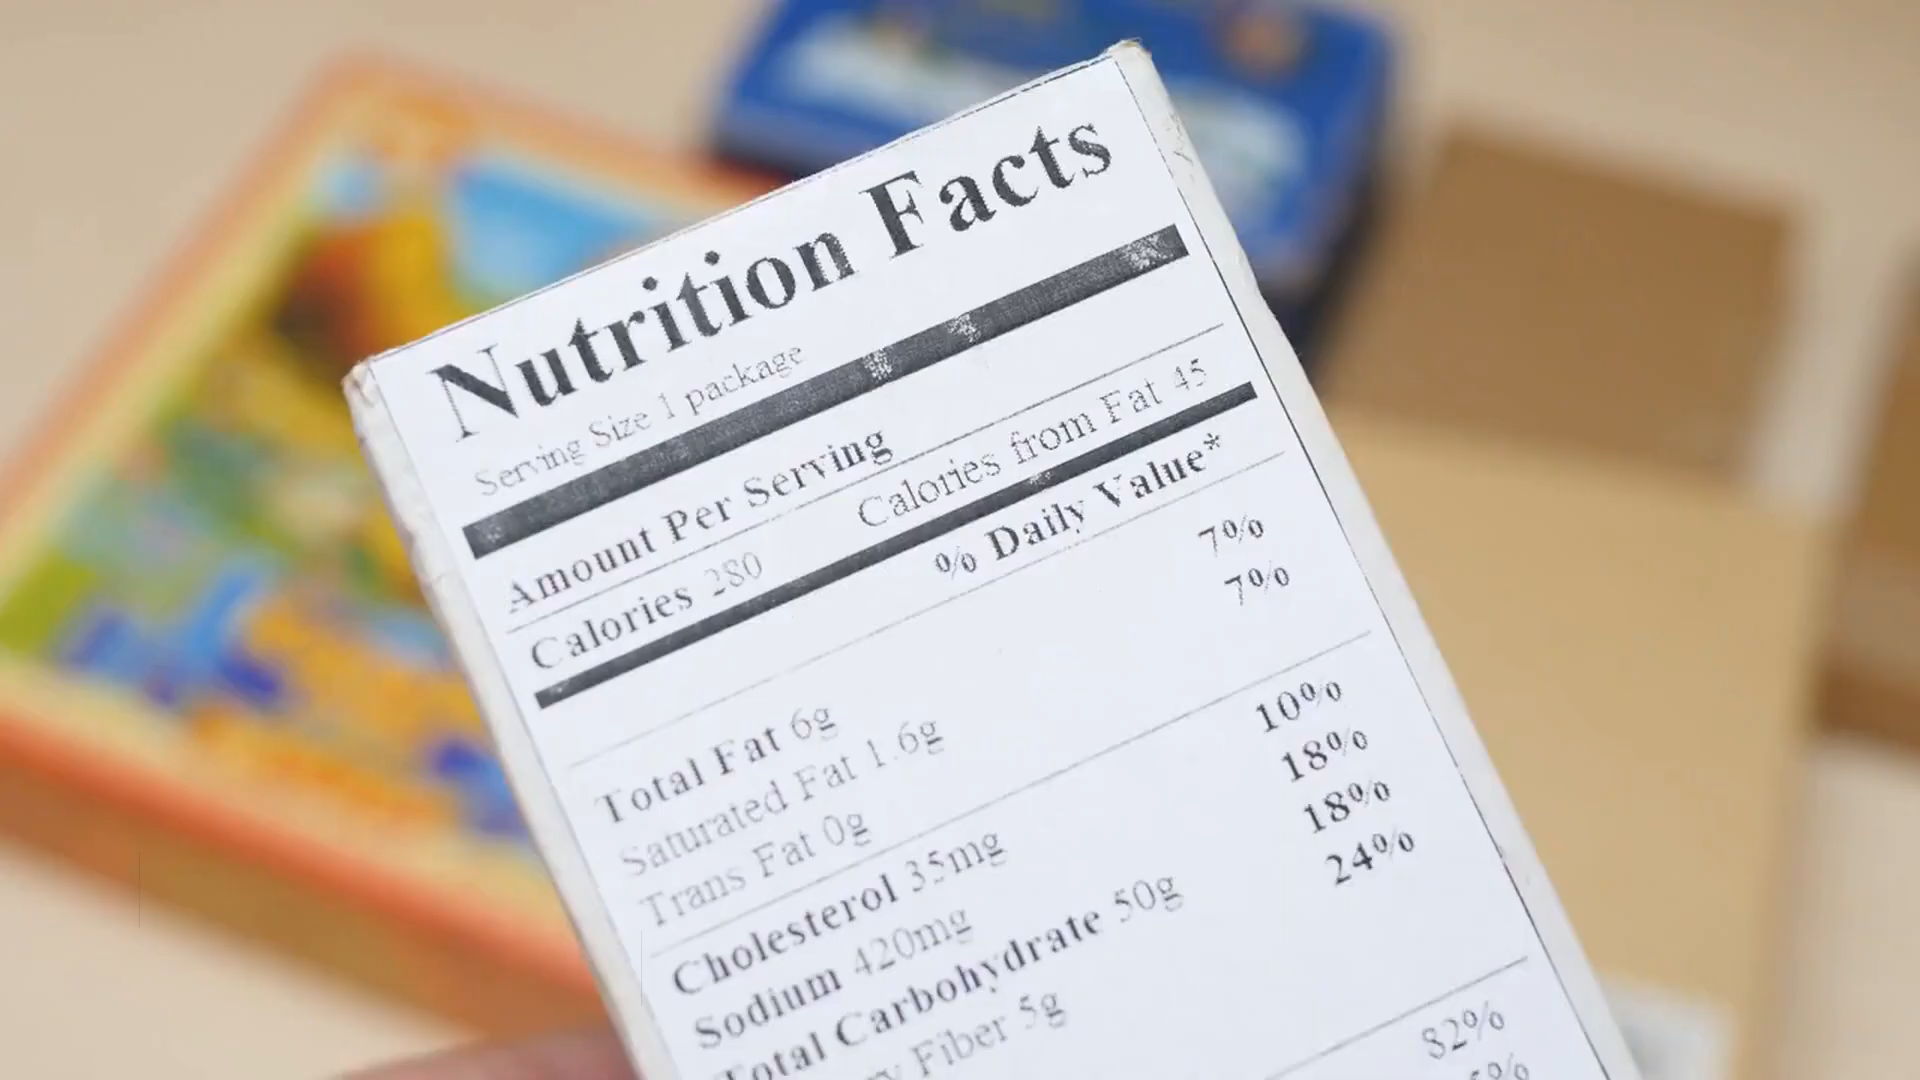 Nutrition Facts
Serving Size 1 package
Amount Per Serving
Calories 280 Calories from Fat 45
% Daily Value*
Total Fat 6g 7%
Saturated Fat 1.6g 7%
Trans Fat 0g
Cholesterol 35mg 10%
Sodium 420mg 18%
Total Carbohydrate 50g 18%
Fiber 5g 24%
82%